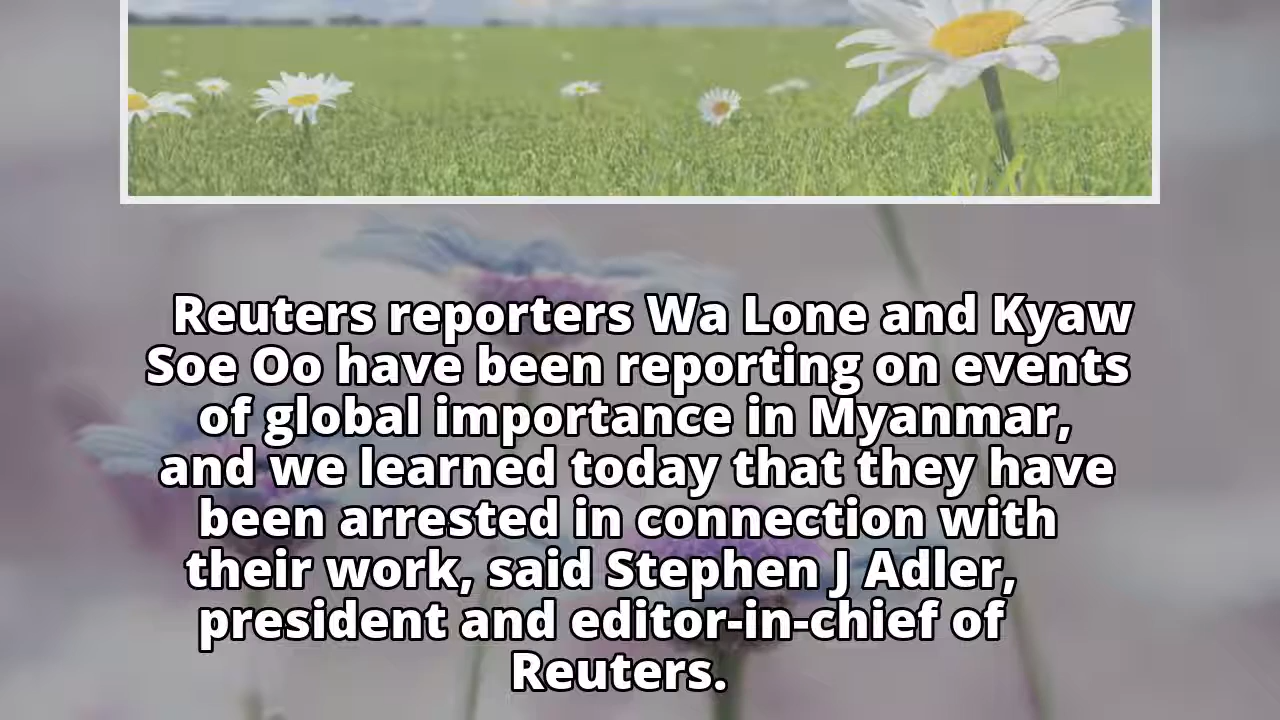 Reuters reporters Wa Lone and Kyaw
Soe Oo have been reporting on events
of global importance in Myanmar,
and we learned today that they have
been arrested in connection with
their work, said Stephen J Adler,
president and editor-in-chief of
Reuters.